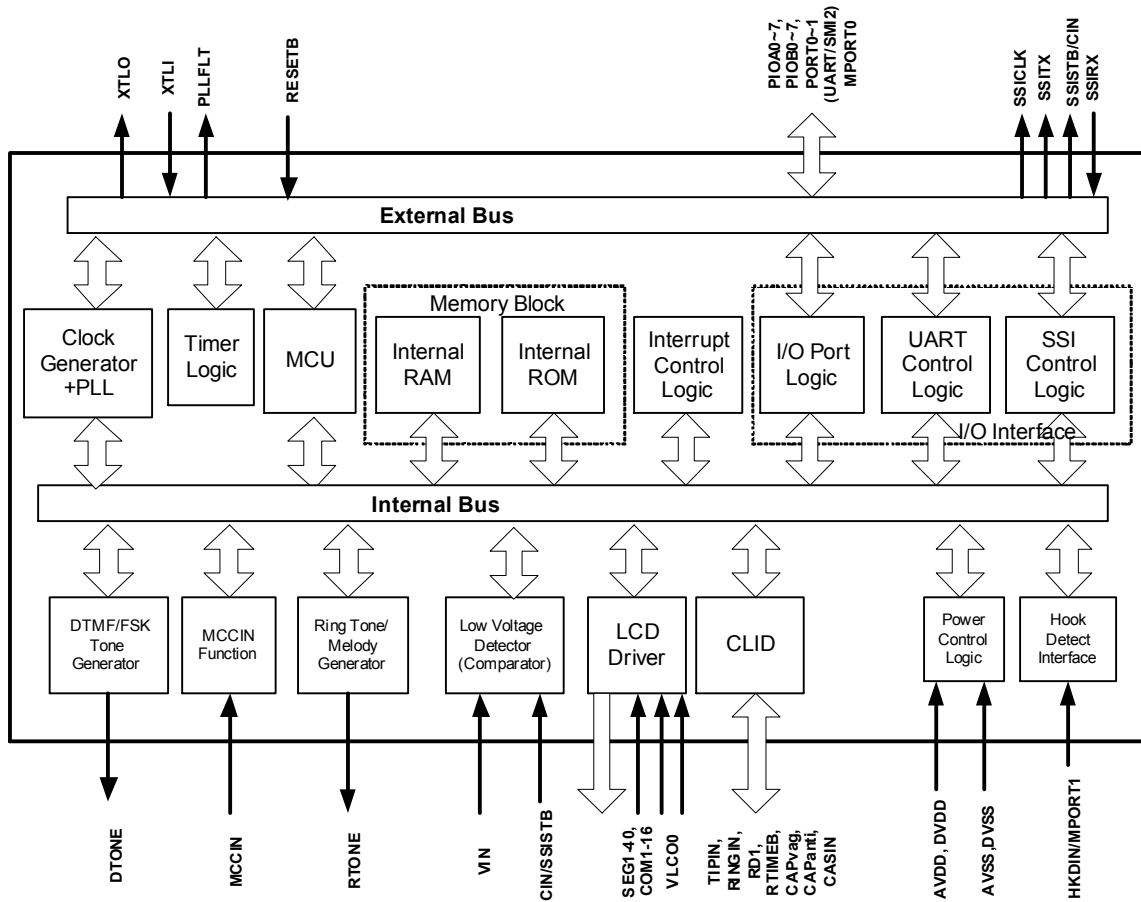 XTLO
XTLI
PLLFLT
RESETB
PIOA0~7,
PIOB0~7,
PORT0~1
(UART/SMI2)
MPORT0
SSICLK
SSITX
SSISTB/CIN
SSIRX
External Bus
Clock
Generator
+PLL
Timer
Logic
MCU
Memory Block
Internal
RAM
Internal
ROM
Interrupt
Control
Logic
I/O Port
Logic
UART
Control
Logic
SSI
Control
Logic
I/O Interface
Internal Bus
DTMF/FSK
Tone
Generator
MCCIN
Function
Ring Tone/
Melody
Generator
Low Voltage
Detector
(Comparator)
LCD
Driver
CLID
Power
Control
Logic
Hook
Detect
Interface
DTONE
MCCIN
RTONE
VIN
CIN/SSISTB
SEG1-40,
COM1-16
VLCO0
TIPIN,
RINGIN,
RD1,
RTIMEB,
CAPvag,
CAPanti,
CASIN
AVDD, DVDD
AVSS,DVSS
HKDIN/MPORT1